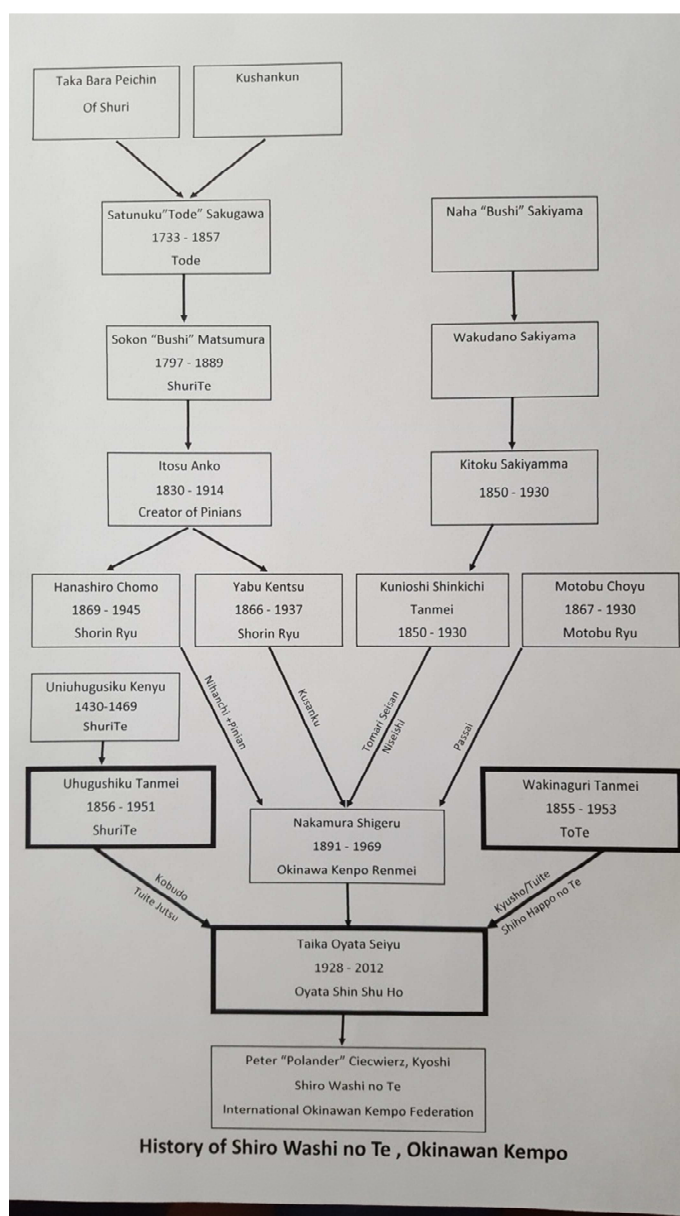 Taka Bara Peichin
Of Shuri
Kushankun
Satunuku"Tode" Sakugawa
1733 - 1857
Tode
Naha "Bushi" Sakiyama
Sokon "Bushi" Matsumura
1797 - 1889
ShuriTe
Wakudano Sakiyama
Itosu Anko
1830 - 1914
Creator of Pinians
Kitoku Sakiyamma
1850 - 1930
Hanashiro Chomo
1869 - 1945
Shorin Ryu
Yabu Kentsu
1866 - 1937
Shorin Ryu
Kunioshi Shinkichi
Tanmei
1850 - 1930
Motobu Choyu
1867 - 1930
Motobu Ryu
Nihanchi +Pinian
Kusanku
Tomari Seisan
Niseishi
Passai
Uniuhugusiku Kenyu
1430-1469
ShuriTe
Uhugushiku Tanmei
1856 - 1951
ShuriTe
Nakamura Shigeru
1891 - 1969
Okinawa Kenpo Renmei
Wakinaguri Tanmei
1855 - 1953
ToTe
Kobudo
Tuite Jutsu
Kyusho/Tuite
Shiho Happo no Te
Taika Oyata Seiyu
1928 - 2012
Oyata Shin Shu Ho
Peter "Polander" Ciecwierz, Kyoshi
Shiro Washi no Te
International Okinawan Kempo Federation
History of Shiro Washi no Te , Okinawan Kempo